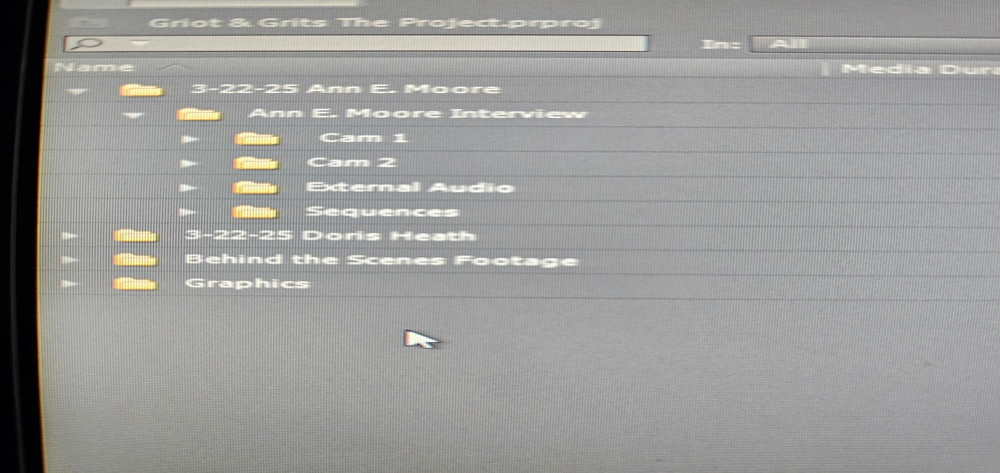 Griot & Grits The Project.prproj
In: All
Name Media Dura
3-22-25 Ann E. Moore
Ann E. Moore Interview
Cam 1
Cam 2
External Audio
Sequences
3-22-25 Doris Heath
Behind the Scenes Footage
Graphics